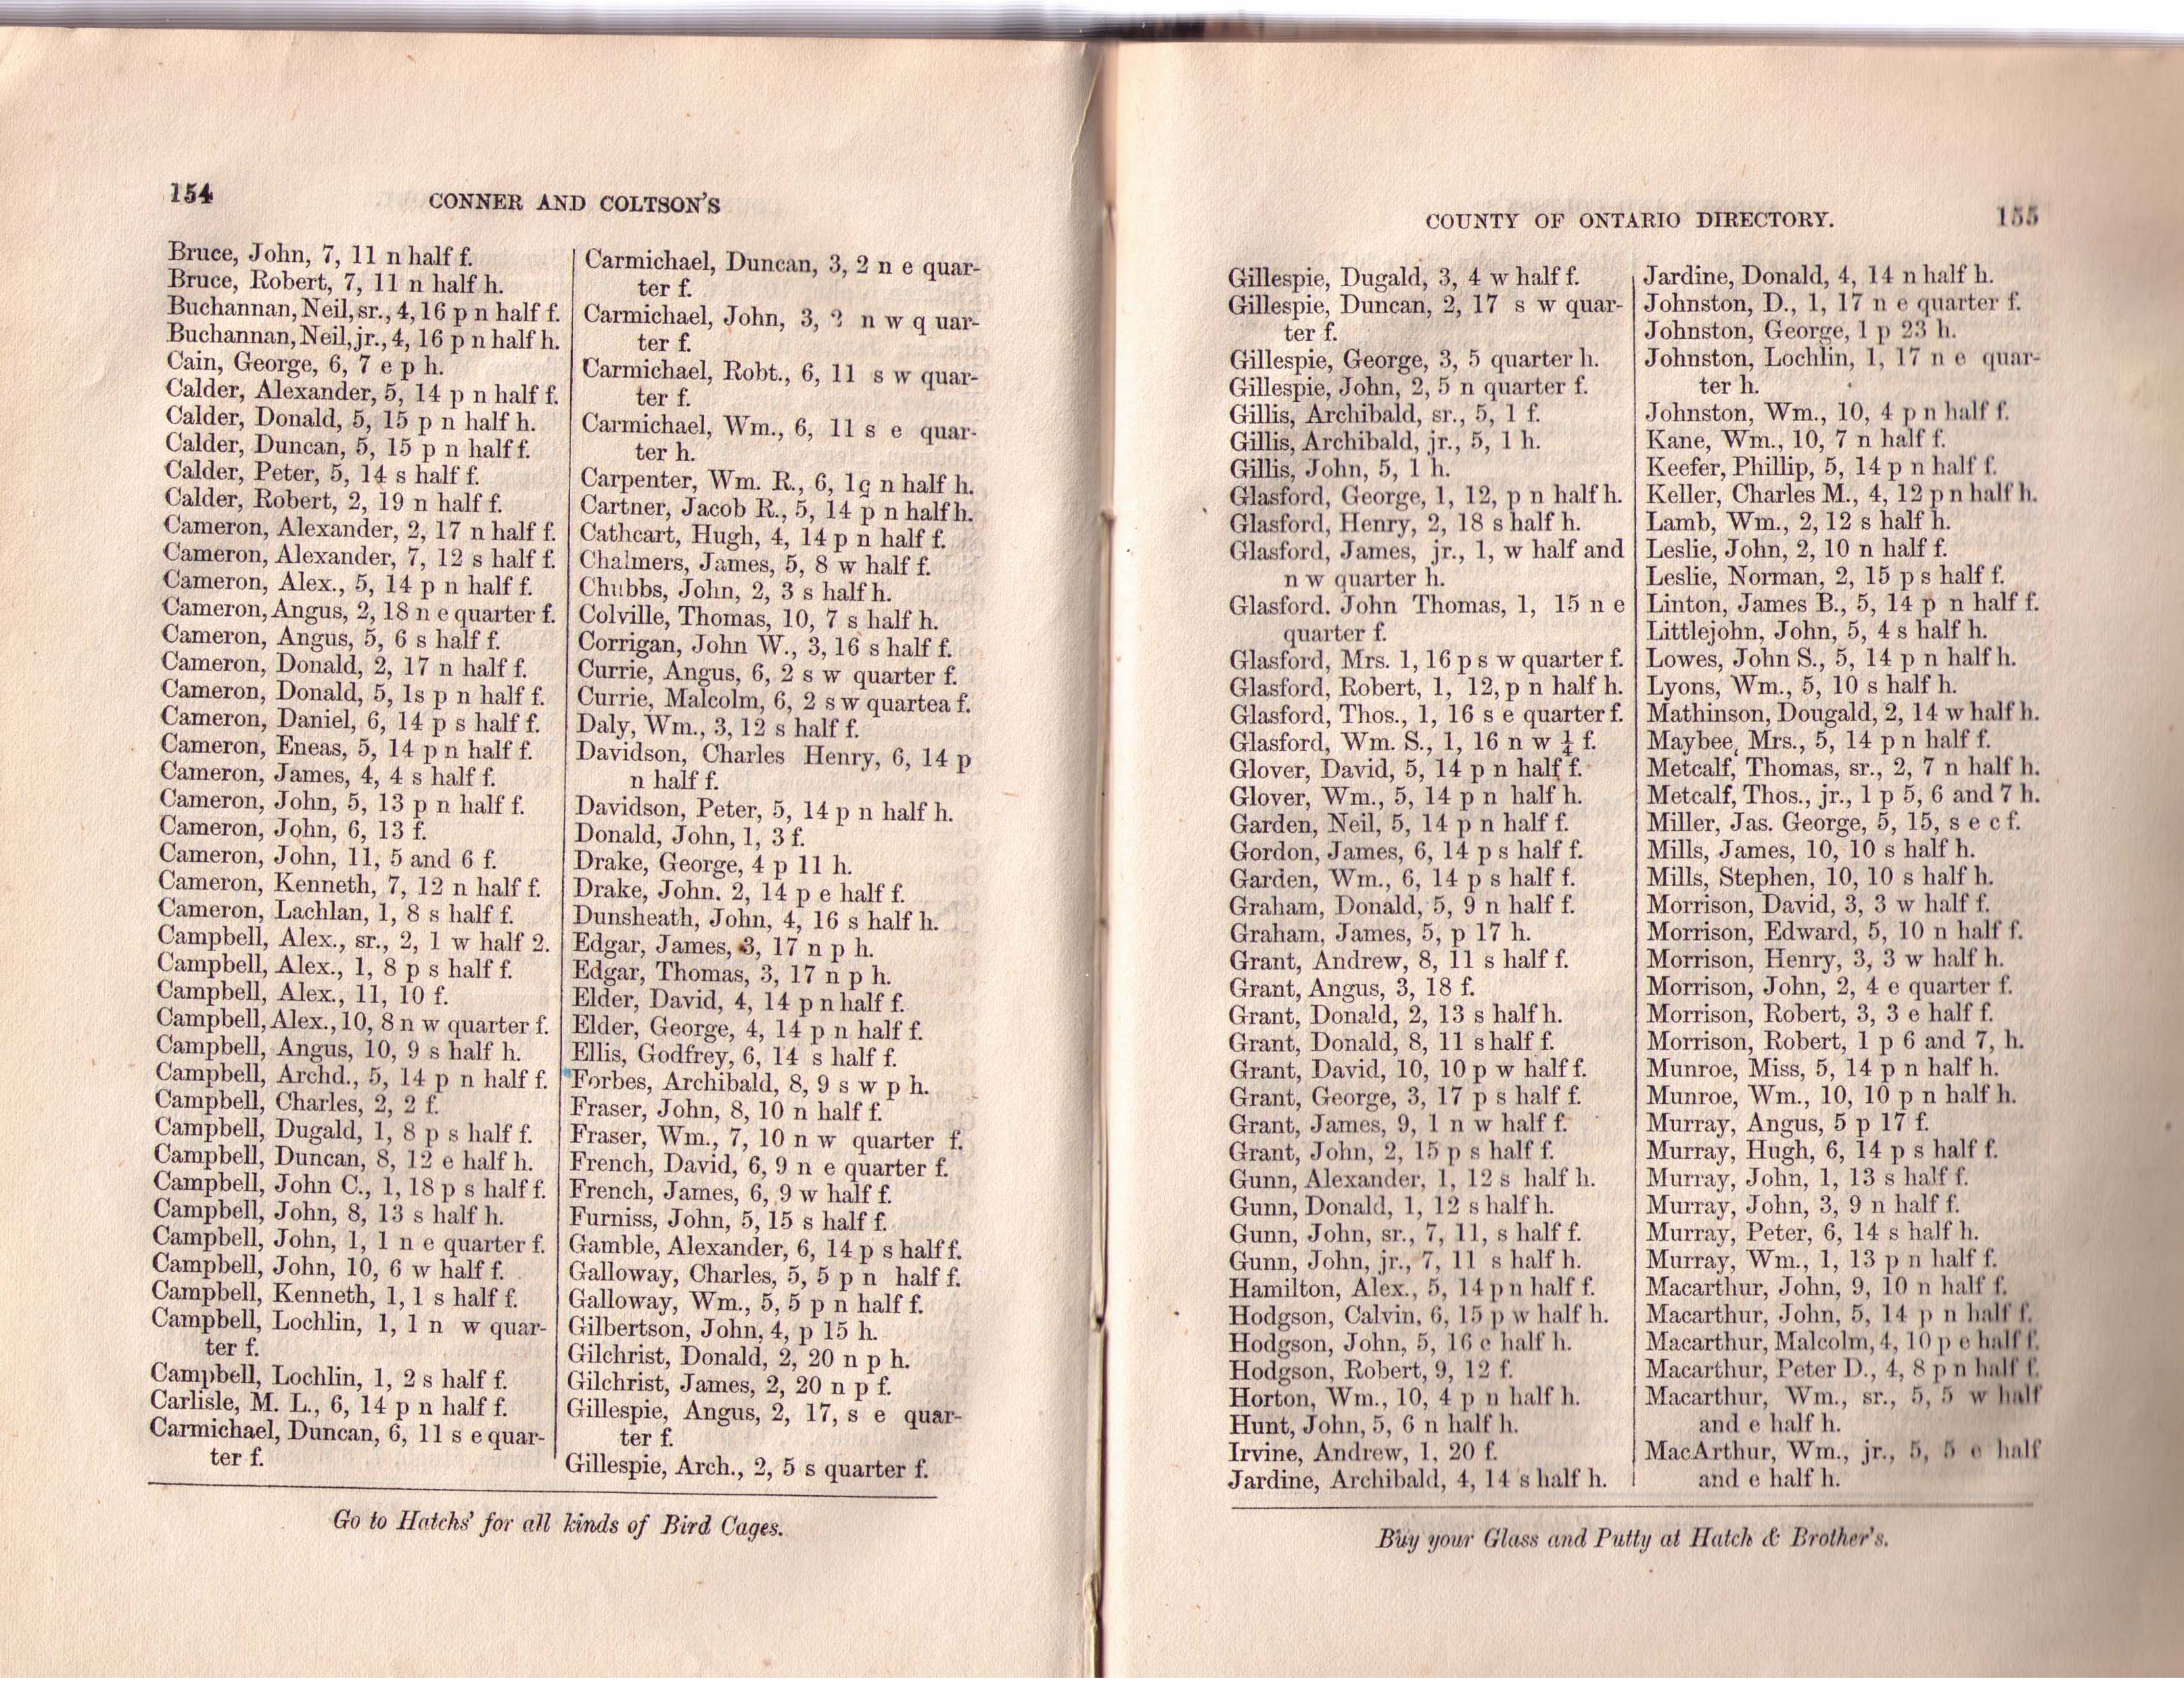 154
CONNER AND COLTSON'S
Bruce, John, 7, 11 n half f.
Bruce, Robert, 7, 11 n half h.
Buchannan, Neil, sr., 4, 16 p n half f.
Buchannan, Neil, jr., 4, 16 p n half h.
Cain, George, 6, 7 e p h.
Calder, Alexander, 5, 14 p n half f.
Calder, Donald, 5, 15 p n half h.
Calder, Duncan, 5, 15 p n half f.
Calder, Peter, 5, 14 s half f.
Calder, Robert, 2, 19 n half f.
Cameron, Alexander, 2, 17 n half f.
Cameron, Alexander, 7, 12 s half f.
Cameron, Alex., 5, 14 p n half f.
Cameron, Angus, 2, 18 n e quarter f.
Cameron, Angus, 5, 6 s half f.
Cameron, Donald, 2, 17 n half f.
Cameron, Donald, 5, 1s p n half f.
Cameron, Daniel, 6, 14 p s half f.
Cameron, Eneas, 5, 14 p n half f.
Cameron, James, 4, 4 s half f.
Cameron, John, 5, 13 p n half f.
Cameron, John, 6, 13 f.
Cameron, John, 11, 5 and 6 f.
Cameron, Kenneth, 7, 12 n half f.
Cameron, Lachlan, 1, 8 s half f.
Campbell, Alex., sr., 2, 1 w half 2.
Campbell, Alex., 1, 8 p s half f.
Campbell, Alex., 11, 10 f.
Campbell, Alex., 10, 8 n w quarter f.
Campbell, Angus, 10, 9 s half h.
Campbell, Archd., 5, 14 p n half f.
Campbell, Charles, 2, 2 f.
Campbell, Dugald, 1, 8 p s half f.
Campbell, Duncan, 8, 12 e half h.
Campbell, John C., 1, 18 p s half f.
Campbell, John, 8, 13 s half h.
Campbell, John, 1, 1 n e quarter f.
Campbell, John, 10, 6 w half f.
Campbell, Kenneth, 1, 1 s half f.
Campbell, Lochlin, 1, 1 n w quar-
ter f.
Campbell, Lochlin, 1, 2 s half f.
Carlisle, M. L., 6, 14 p n half f.
Carmichael, Duncan, 6, 11 s e quar-
ter f.
Carmichael, Duncan, 3, 2 n e quar-
ter f.
Carmichael, John, 3, 2 n w q uar-
ter f.
Carmichael, Robt., 6, 11 s w quar-
ter f.
Carmichael, Wm., 6, 11 s e quar-
ter h.
Carpenter, Wm. R., 6, n half h.
Cartner, Jacob R., 5, 14 p n half h.
Cathcart, Hugh, 4, 14 p n half f.
Chalmers, James, 5, 8 w half f.
Chubbs, John, 2, 3 s half h.
Colville, Thomas, 10, 7 s half h.
Corrigan, John W., 3, 16 s half f.
Currie, Angus, 6, 2 s w quarter f.
Currie, Malcolm, 6, 2 s w quartea f.
Daly, Wm., 3, 12 s half f.
Davidson, Charles Henry, 6, 14 p
n half f.
Davidson, Peter, 5, 14 p n half h.
Donald, John, 1, 3 f.
Drake, George, 4 p 11 h.
Drake, John. 2, 14 p e half f.
Dunsheath, John, 4, 16 s half h.
Edgar, James, 3, 17 n p h.
Edgar, Thomas, 3, 17 n p h.
Elder, David, 4, 14 p n half f.
Elder, George, 4, 14 p n half f.
Ellis, Godfrey, 6, 14 s half f.
Forbes, Archibald, 8, 9 s w p h.
Fraser, John, 8, 10 n half f.
Fraser, Wm., 7, 10 n w quarter f.
French, David, 6, 9 n e quarter f.
French, James, 6, 9 w half f.
Furniss, John, 5, 15 s half f.
Gamble, Alexander, 6, 14 p s half f.
Galloway, Charles, 5, 5 p n half f.
Galloway, Wm., 5, 5 p n half f.
Gilbertson, John, 4, p 15 h.
Gilchrist, Donald, 2, 20 n p h.
Gilchrist, James, 2, 20 n p f.
Gillespie, Angus, 2, 17, s e quar-
ter f.
Gillespie, Arch., 2, 5 s quarter f.
Go to Hatchs' for all kinds of Bird Cages.
COUNTY OF ONTARIO DIRECTORY.
155
Gillespie, Dugald, 3, 4 w half f.
Gillespie, Duncan, 2, 17 s w quar-
ter f.
Gillespie, George, 3, 5 quarter h.
Gillespie, John, 2, 5 n quarter f.
Gillis, Archibald, sr., 5, 1 f.
Gillis, Archibald, jr., 5, 1 h.
Gillis, John, 5, 1 h.
Glasford, George, 1, 12, p n half h.
Glasford, Henry, 2, 18 s half h.
Glasford, James, jr., 1, w half and
n w quarter h.
Glasford. John Thomas, 1, 15 n e
quarter f.
Glasford, Mrs. 1, 16 p s w quarter f.
Glasford, Robert, 1, 12, p n half h.
Glasford, Thos., 1, 16 s e quarter f.
Glasford, Wm. S., 1, 16 n w ¼ f.
Glover, David, 5, 14 p n half f.
Glover, Wm., 5, 14 p n half h.
Garden, Neil, 5, 14 p n half f.
Gordon, James, 6, 14 p s half f.
Garden, Wm., 6, 14 p s half f.
Graham, Donald, 5, 9 n half f.
Graham, James, 5, p 17 h.
Grant, Andrew, 8, 11 s half f.
Grant, Angus, 3, 18 f.
Grant, Donald, 2, 13 s half h.
Grant, Donald, 8, 11 s half f.
Grant, David, 10, 10 p w half f.
Grant, George, 3, 17 p s half f.
Grant, James, 9, 1 n w half f.
Grant, John, 2, 15 p s half f.
Gunn, Alexander, 1, 12 s half h.
Gunn, Donald, 1, 12 s half h.
Gunn, John, sr., 7, 11, s half f.
Gunn, John, jr., 7, 11 s half h.
Hamilton, Alex., 5, 14 p n half f.
Hodgson, Calvin, 6, 15 p w half h.
Hodgson, John, 5, 16 e half h.
Hodgson, Robert, 9, 12 f.
Horton, Wm., 10, 4 p n half h.
Hunt, John, 5, 6 n half h.
Irvine, Andrew, 1, 20 f.
Jardine, Archibald, 4, 14 s half h.
Jardine, Donald, 4, 14 n half h.
Johnston, D., 1, 17 n e quarter f.
Johnston, George, 1 p 23 h.
Johnston, Lochlin, 1, 17 n e quar-
ter h.
Johnston, Wm., 10, 4 p n half f.
Kane, Wm., 10, 7 n half f.
Keefer, Phillip, 5, 14 p n half f.
Keller, Charles M., 4, 12 p n half h.
Lamb, Wm., 2, 12 s half h.
Leslie, John, 2, 10 n half f.
Leslie, Norman, 2, 15 p s half f.
Linton, James B., 5, 14 p n half f.
Littlejohn, John, 5, 4 s half h.
Lowes, John S., 5, 14 p n half h.
Lyons, Wm., 5, 10 s half h.
Mathinson, Dougald, 2, 14 w half h.
Maybee, Mrs., 5, 14 p n half f.
Metcalf, Thomas, sr., 2, 7 n half h.
Metcalf, Thos., jr., 1 p 5, 6 and 7 h.
Miller, Jas. George, 5, 15, s e c f.
Mills, James, 10, 10 s half h.
Mills, Stephen, 10, 10 s half h.
Morrison, David, 3, 3 w half f.
Morrison, Edward, 5, 10 n half f.
Morrison, Henry, 3, 3 w half h.
Morrison, John, 2, 4 e quarter f.
Morrison, Robert, 3, 3 e half f.
Morrison, Robert, 1 p 6 and 7, h.
Munroe, Miss, 5, 14 p n half h.
Munroe, Wm., 10, 10 p n half h.
Murray, Angus, 5 p 17 f.
Murray, Hugh, 6, 14 p s half f.
Murray, John, 1, 13 s half f.
Murray, John, 3, 9 n half f.
Murray, Peter, 6, 14 s half h.
Murray, Wm., 1, 13 p n half f.
Macarthur, John, 9, 10 n half f.
Macarthur, John, 5, 14 p n half f.
Macarthur, Malcolm, 4, 10 p e half f.
Macarthur, Peter D., 4, 8 p n half f.
Macarthur, Wm., sr., 5, 5 w half
and e half h.
MacArthur, Wm., jr., 5, 5 e half
and e half h.
Buy your Glass and Putty at Hatch & Brother's.